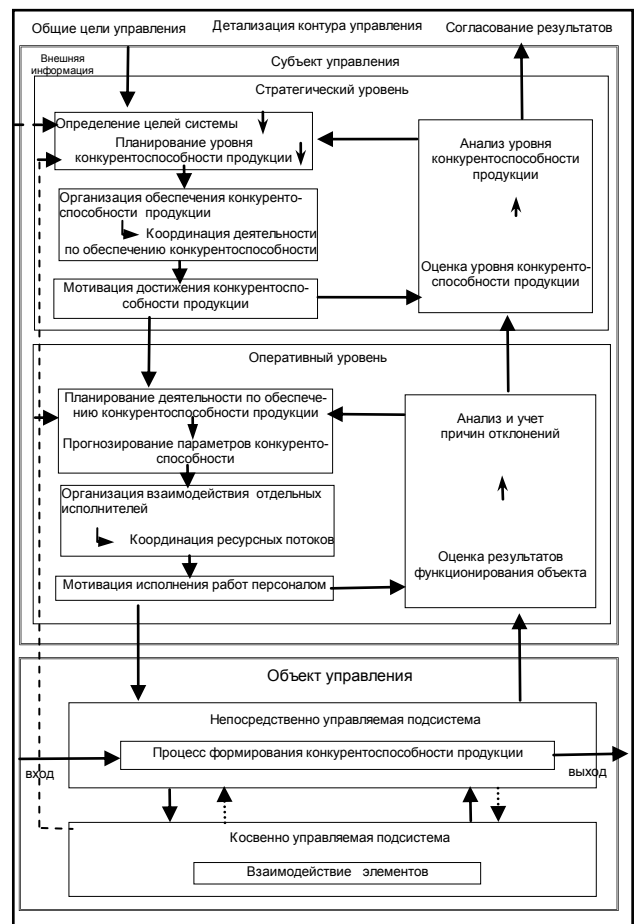 Общие цели управления
Детализация контура управления
Согласование результатов
Внешняя
информация
Субъект управления
Стратегический уровень
Определение целей системы
Планирование уровня
конкурентоспособности продукции
Организация обеспечения конкуренто-
способности продукции
Координация деятельности
по обеспечению конкурентоспособности
Мотивация достижения конкурентоспо-
собности продукции
Анализ уровня
конкурентоспособности
продукции
Оценка уровня конкуренто-
способности продукции
Оперативный уровень
Планирование деятельности по обеспече-
нию конкурентоспособности продукции
Прогнозирование параметров конкуренто-
способности
Организация взаимодействия отдельных
исполнителей
Координация ресурсных потоков
Мотивация исполнения работ персоналом
Анализ и учет
причин отклонений
Оценка результатов
функционирования объекта
Объект управления
Непосредственно управляемая подсистема
Процесс формирования конкурентоспособности продукции
вход
выход
Косвенно управляемая подсистема
Взаимодействие элементов